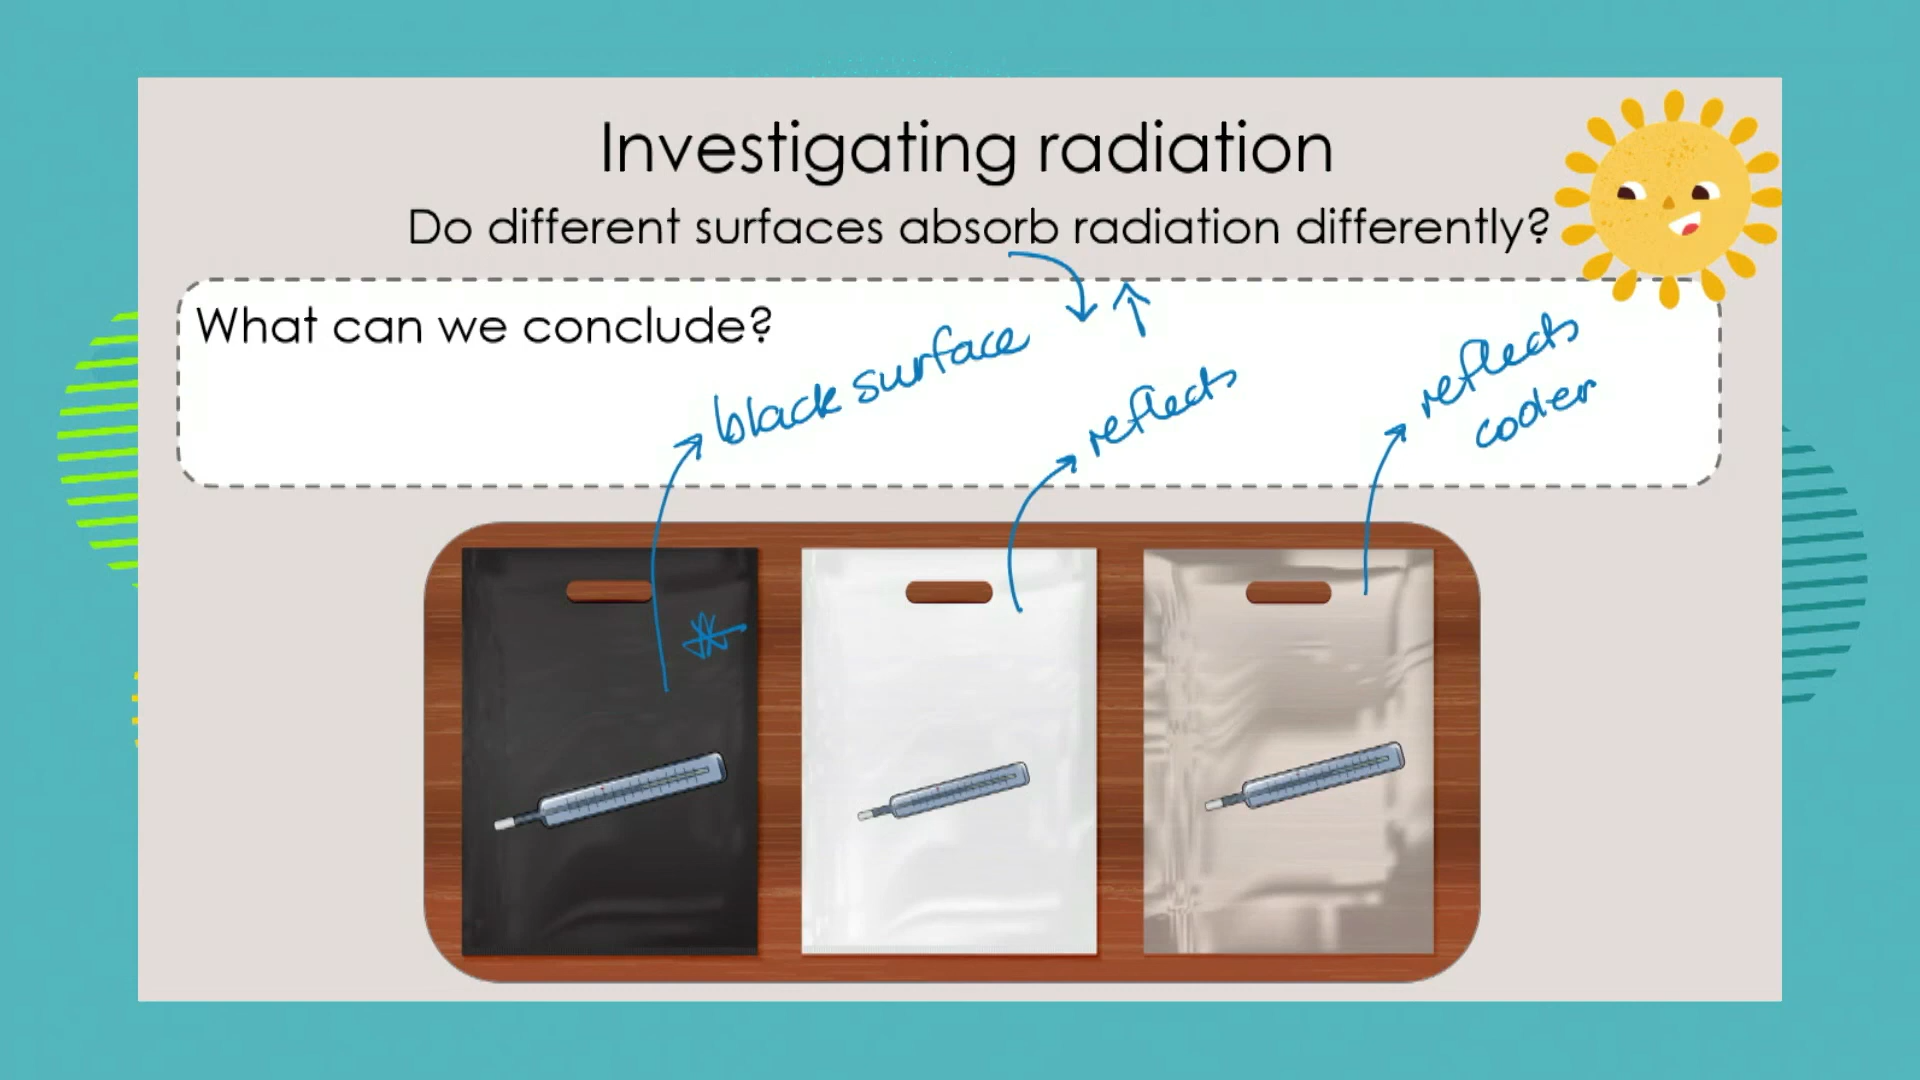 Investigating radiation
Do different surfaces absorb radiation differently?
What can we conclude?
black surface
reflects
reflects
cooler